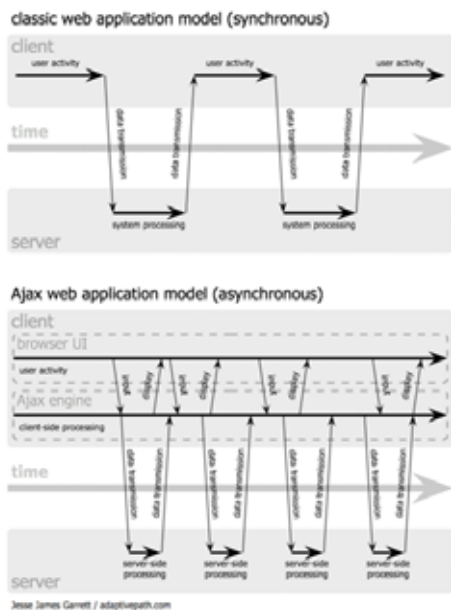 classic web application model (synchronous)
client
user activity
user activity
user activity
data transmission
data transmission
data transmission
data transmission
time
system processing
system processing
server
Ajax web application model (asynchronous)
client
browser UI
user activity
input
display
input
display
input
display
input
display
Ajax engine
client-side processing
data transmission
data transmission
data transmission
data transmission
data transmission
data transmission
data transmission
data transmission
time
server-side
processing
server-side
processing
server-side
processing
server-side
processing
server
Jesse James Garrett / adaptivepath.com